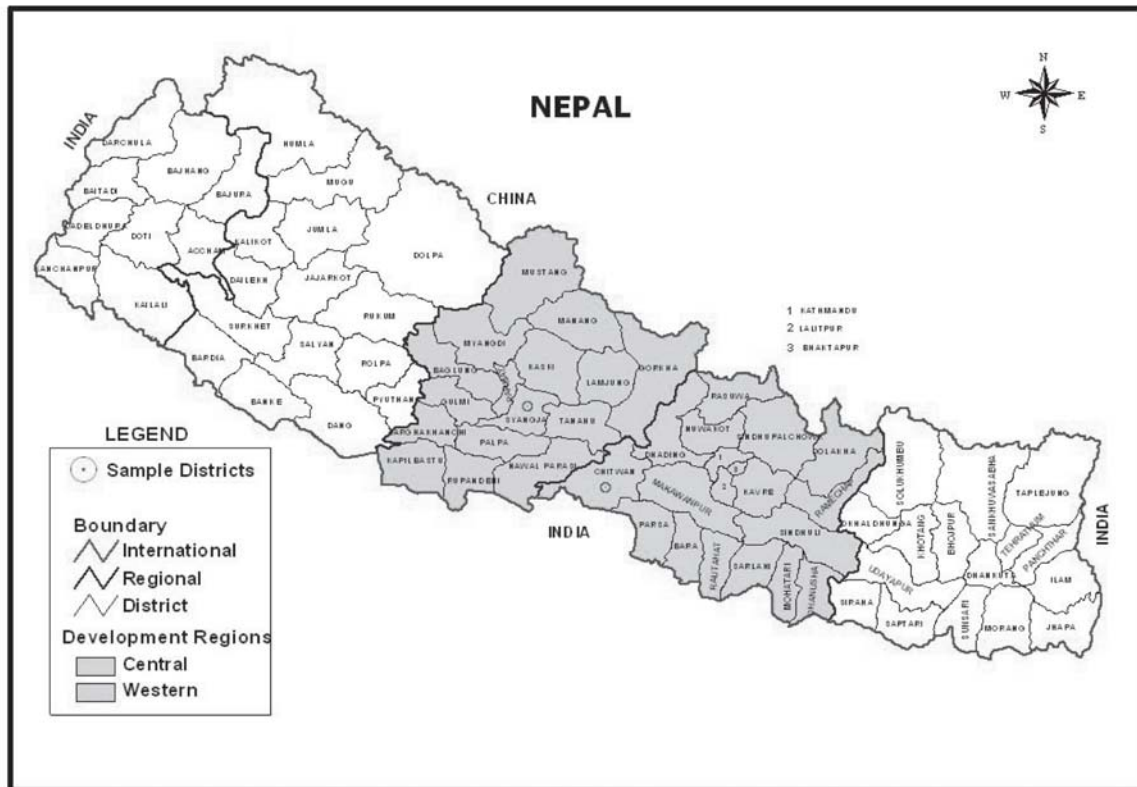 NEPAL
N
W
E
S
INDIA
CHINA
INDIA
INDIA
DARCHULA
BAJHANG
BAITADI
BAJURA
DADELDHURA
DOTI
ACCHAM
KANCHANPUR
KAILALI
HUMLA
MUGU
KALIKOT
JUMLA
DOLPA
DAILEKH
JAJARKOT
SURKHET
RUKUM
SALYAN
BARDIA
ROLPA
BANKE
PYUTHAN
DANG
MUSTANG
MANANG
MYANGDI
KASKI
GORKHA
BAGLUNG
LAMJUNG
GULMI
SYANGJA
TANAHU
ARGHAKHANCHI
PALPA
KAPILBASTU
NAWAL PARASI
RUPANDEHI
1 KATHMANDU
2 LALITPUR
3 BHAKTAPUR
RASUWA
NUWAKOT
SINDHUPALCHOWK
DHADING
DOLAKHA
1
3
2
CHITWAN
MAKAWANPUR
KAVRE
RAMECHAP
PARSA
SINDHULI
BARA
RAUTAHAT
SARLAHI
MOHATARI
DHANUSHA
SOLUKHUMBU
SANKHUWASABHA
TAPLEJUNG
OKHALDHUNGA
KHOTANG
BHOJPUR
TEHRATHUM
PANCHTHAR
UDAYAPUR
DHANKUTA
ILAM
SIRAHA
SAPTARI
SUNSARI
MORANG
JHAPA
LEGEND
Sample Districts
Boundary
International
Regional
District
Development Regions
Central
Western